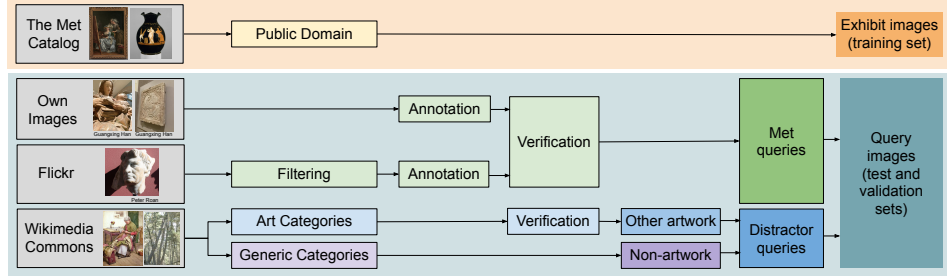 The Met
Catalog
Public Domain
Exhibit images
(training set)
Own
Images
Guangxing Han Guangxing Han
Annotation
Verification
Met
queries
Query
images
(test and
validation
sets)
Flickr
Peter Roan
Filtering
Annotation
Wikimedia
Commons
Art Categories
Verification
Other artwork
Distractor
queries
Generic Categories
Non-artwork